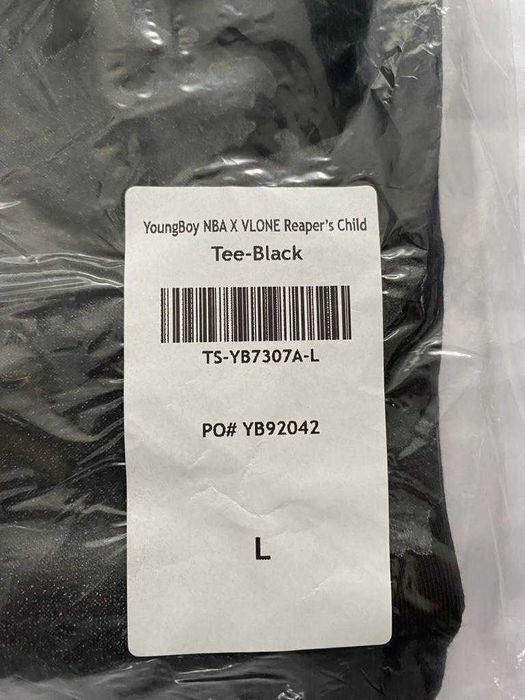 YoungBoy NBA X VLONE Reaper's Child
Tee-Black
TS-YB7307A-L
PO# YB92042
L